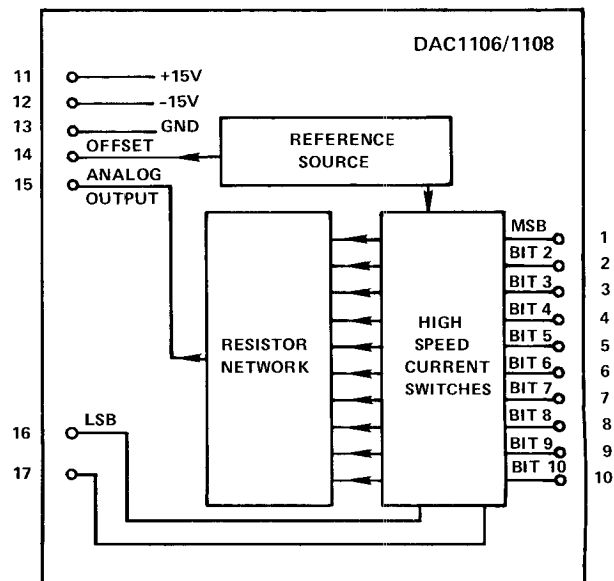 DAC1106/1108
11 +15V
12 -15V
13 GND
14 OFFSET
15 ANALOG
OUTPUT
REFERENCE
SOURCE
RESISTOR
NETWORK
HIGH
SPEED
CURRENT
SWITCHES
MSB 1
BIT 2 2
BIT 3 3
BIT 4 4
BIT 5 5
BIT 6 6
BIT 7 7
BIT 8 8
BIT 9 9
BIT 10 10
16 LSB
17